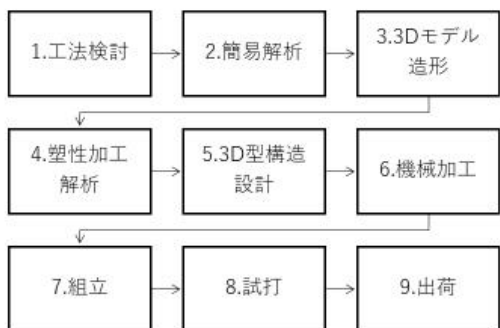 1.工法検討
2.簡易解析
3.3Dモデル
造形
4.塑性加工
解析
5.3D型構造
設計
6.機械加工
7.組立
8.試打
9.出荷